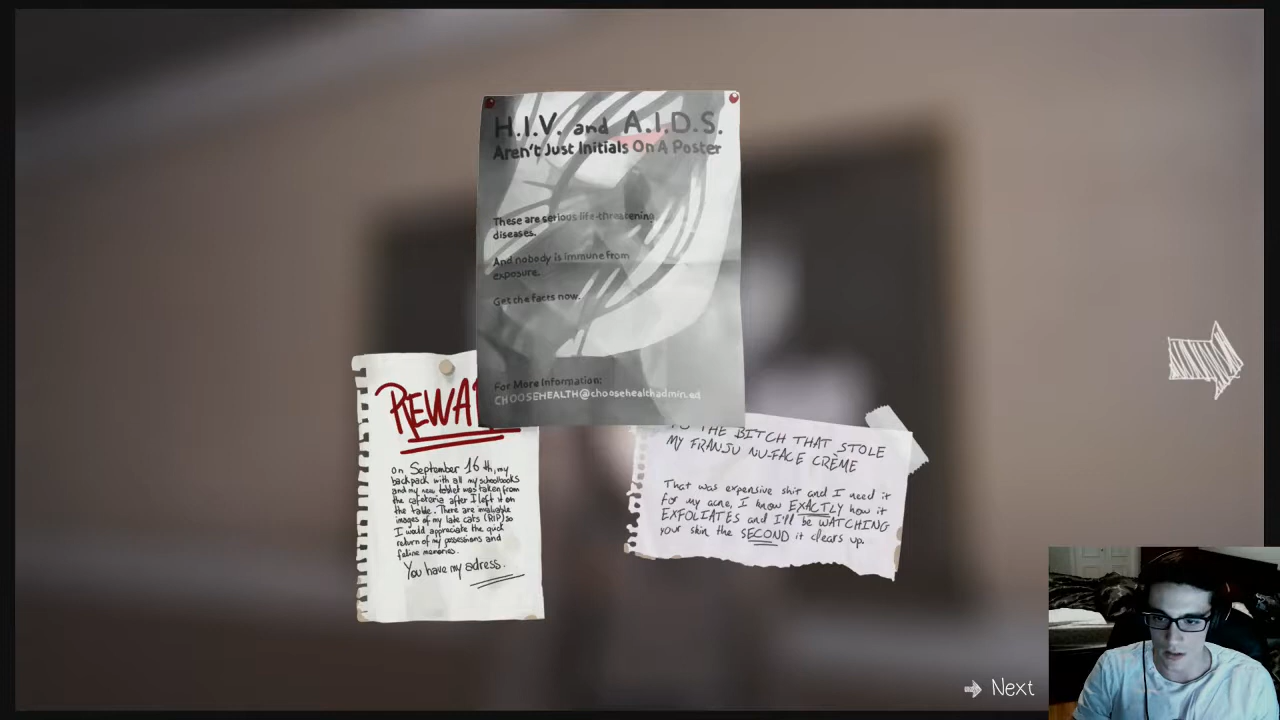 H.I.V. and A.I.D.S.
Aren't Just Initials On A Poster
These are serious life-threatening
diseases.
And nobody is immune from
exposure.
Get the facts now.
For More Information:
CHOOSEHEALTH@choosehealthadmin.ed
REWA
on September 16th, my
backpack with all my schoolbooks
and my new tablet was taken from
the cafeteria after I left it on
the table. There are invaluable
images of my late cats (RIP) so
I would appreciate the quick
return of my possessions and
feline memories.
You have my adress.
TO THE BITCH THAT STOLE
MY FRANSU NU-FACE CRÈME
That was expensive shit and I need it
for my acne, I know EXACTLY how it
EXFOLIATES and I'll be WATCHING
your skin the SECOND it clears up.
Next